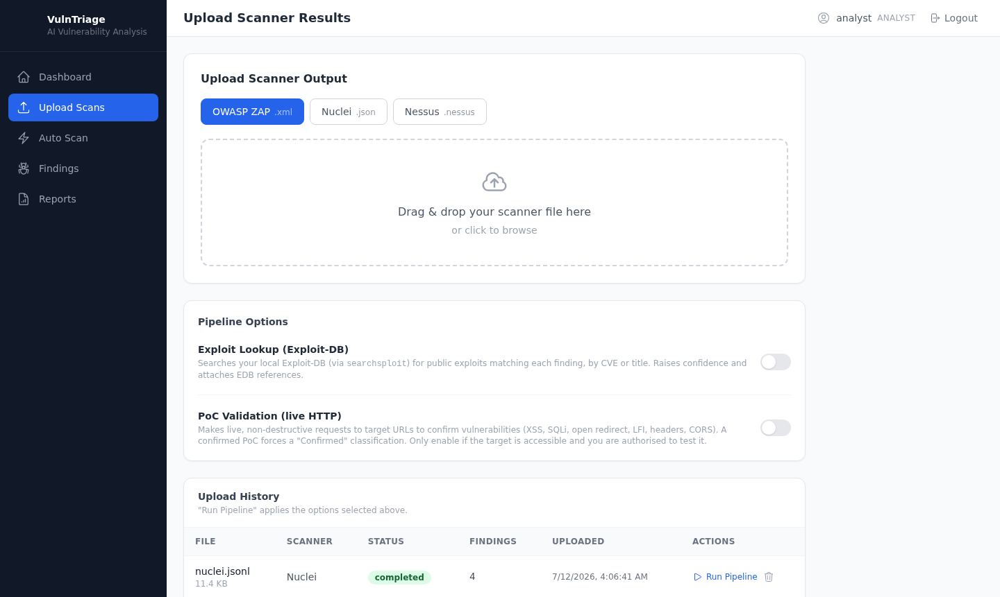 VulnTriage
AI Vulnerability Analysis
Dashboard
Upload Scans
Auto Scan
Findings
Reports
Upload Scanner Results
analyst ANALYST Logout
Upload Scanner Output
OWASP ZAP .xml Nuclei .json Nessus .nessus
Drag & drop your scanner file here
or click to browse
Pipeline Options
Exploit Lookup (Exploit-DB)
Searches your local Exploit-DB (via searchsploit) for public exploits matching each finding, by CVE or title. Raises confidence and
attaches EDB references.
PoC Validation (live HTTP)
Makes live, non-destructive requests to target URLs to confirm vulnerabilities (XSS, SQLi, open redirect, LFI, headers, CORS). A
confirmed PoC forces a "Confirmed" classification. Only enable if the target is accessible and you are authorised to test it.
Upload History
"Run Pipeline" applies the options selected above.
FILE SCANNER STATUS FINDINGS UPLOADED ACTIONS
nuclei.jsonl Nuclei completed 4 7/12/2026, 4:06:41 AM Run Pipeline
11.4 KB